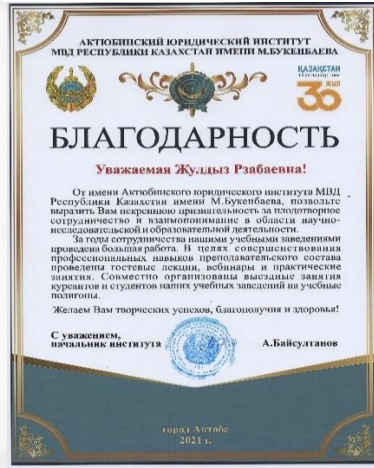 АКТЮБИНСКИЙ ЮРИДИЧЕСКИЙ ИНСТИТУТ
МВД РЕСПУБЛИКИ КАЗАХСТАН ИМЕНИ М.БУКЕНБАЕВА
ҚАЗАҚСТАН
30 ЖЫЛ
БЛАГОДАРНОСТЬ
Уважаемая Жулдыз Рзабаевна!
От имени Актюбинского юридического института МВД
Республики Казахстан имени М.Букенбаева, позвольте
выразить Вам искреннюю признательность за плодотворное
сотрудничество и взаимопонимание в области научно-
исследовательской и образовательной деятельности.
За годы сотрудничества нашими учебными заведениями
проведена большая работа. В целях совершенствования
профессиональных навыков преподавательского состава
проведены гостевые лекции, вебинары и практические
занятия. Совместно организованы выездные занятия
курсантов и студентов наших учебных заведений на учебные
полигоны.
Желаем Вам творческих успехов, благополучия и здоровья!
С уважением,
начальник института А.Байсултанов
город Актобе
2021 г.